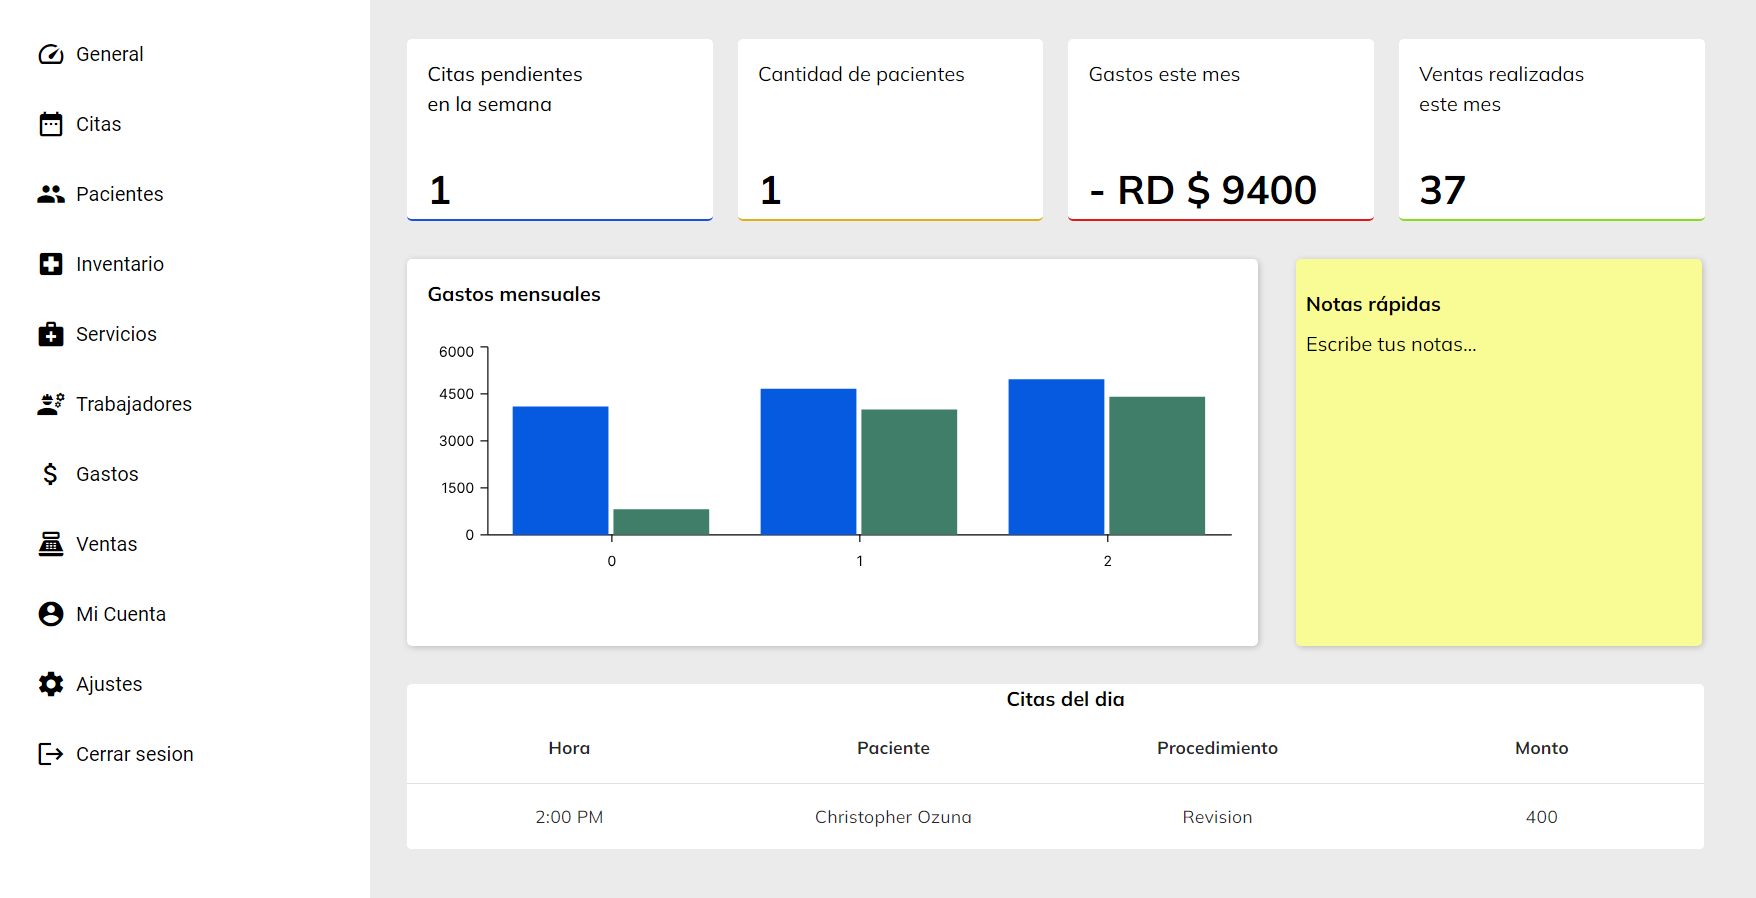 General
Citas
Pacientes
Inventario
Servicios
Trabajadores
Gastos
Ventas
Mi Cuenta
Ajustes
Cerrar sesion
Citas pendientes
en la semana
1
Cantidad de pacientes
1
Gastos este mes
- RD $ 9400
Ventas realizadas
este mes
37
Gastos mensuales
6000
4500
3000
1500
0
0 1 2
Notas rápidas
Escribe tus notas...
Citas del dia
Hora Paciente Procedimiento Monto
2:00 PM Christopher Ozuna Revision 400